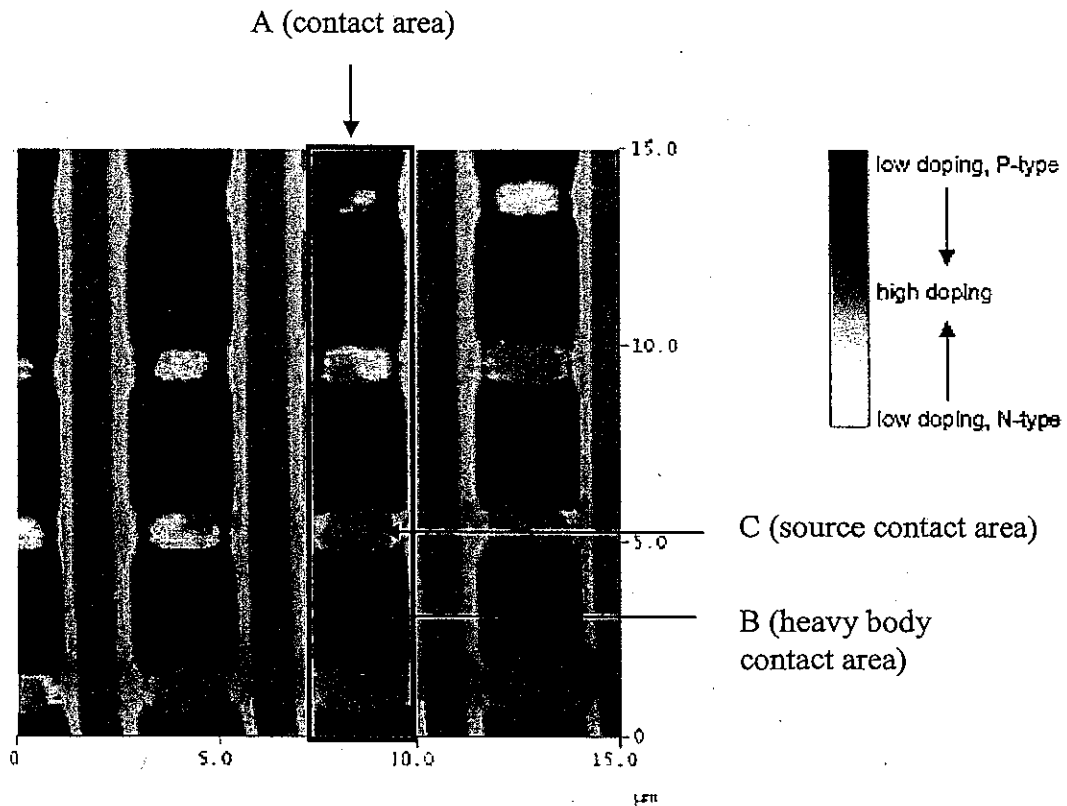 A (contact area)
15.0
10.0
5.0
0
0
5.0
10.0
15.0
µm
low doping, P-type
high doping
low doping, N-type
C (source contact area)
B (heavy body
contact area)